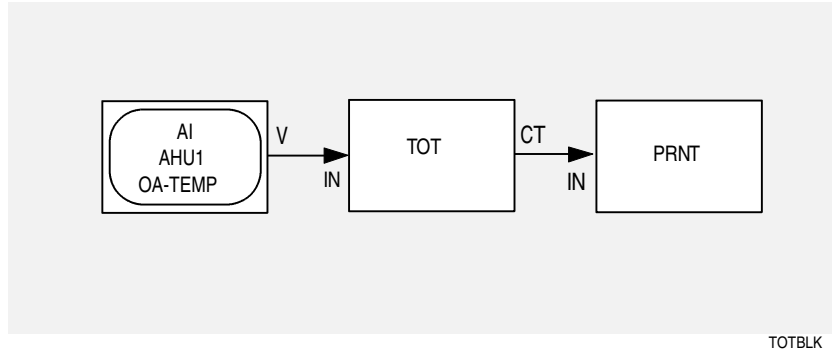 AI
AHU1
OA-TEMP
V
IN
TOT
CT
IN
PRNT
TOTBLK